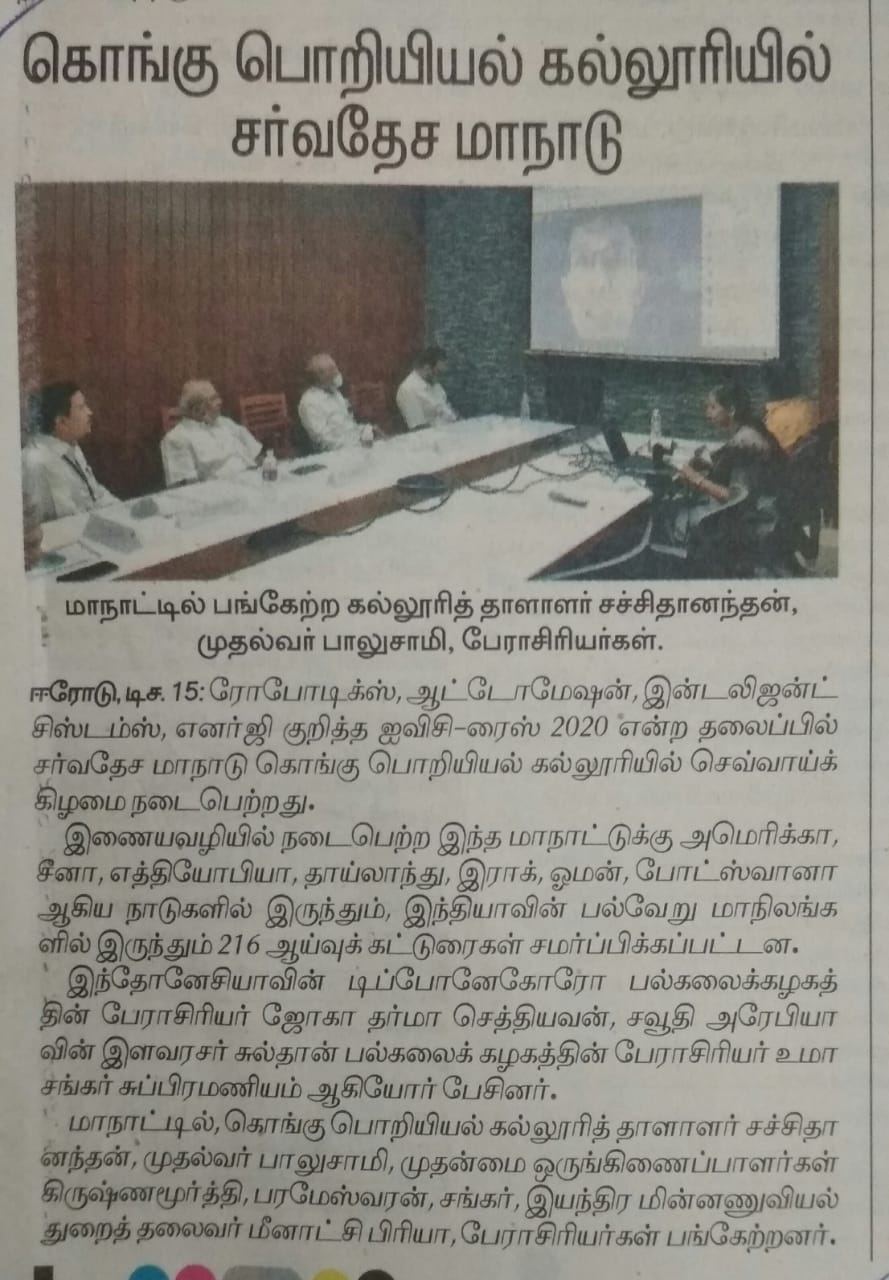 கொங்கு பொறியியல் கல்லூரியில்
சர்வதேச மாநாடு
மாநாட்டில் பங்கேற்ற கல்லூரித் தாளாளர் சச்சிதானந்தன்,
முதல்வர் பாலுசாமி, பேராசிரியர்கள்.
ஈரோடு, டிச. 15: ரோபோடிக்ஸ், ஆட்டோமேஷன், இன்டலிஜன்ட்
சிஸ்டம்ஸ், எனர்ஜி குறித்த ஐவிசி-ரைஸ் 2020 என்ற தலைப்பில்
சர்வதேச மாநாடு கொங்கு பொறியியல் கல்லூரியில் செவ்வாய்க்
கிழமை நடைபெற்றது.
இணையவழியில் நடைபெற்ற இந்த மாநாட்டுக்கு அமெரிக்கா,
சீனா, எத்தியோபியா, தாய்லாந்து, இராக், ஓமன், போட்ஸ்வானா
ஆகிய நாடுகளில் இருந்தும், இந்தியாவின் பல்வேறு மாநிலங்க
ளில் இருந்தும் 216 ஆய்வுக் கட்டுரைகள் சமர்ப்பிக்கப்பட்டன.
இந்தோனேசியாவின் டிப்போனேகோரோ பல்கலைக்கழகத்
தின் பேராசிரியர் ஜோகா தர்மா செத்தியவன், சவூதி அரேபியா
வின் இளவரசர் சுல்தான் பல்கலைக் கழகத்தின் பேராசிரியர் உமா
சங்கர் சுப்பிரமணியம் ஆகியோர் பேசினர்.
மாநாட்டில், கொங்கு பொறியியல் கல்லூரித் தாளாளர் சச்சிதா
னந்தன், முதல்வர் பாலுசாமி, முதன்மை ஒருங்கிணைப்பாளர்கள்
கிருஷ்ணமூர்த்தி, பரமேஸ்வரன், சங்கர், இயந்திர மின்னணுவியல்
துறைத் தலைவர் மீனாட்சி பிரியா, பேராசிரியர்கள் பங்கேற்றனர்.